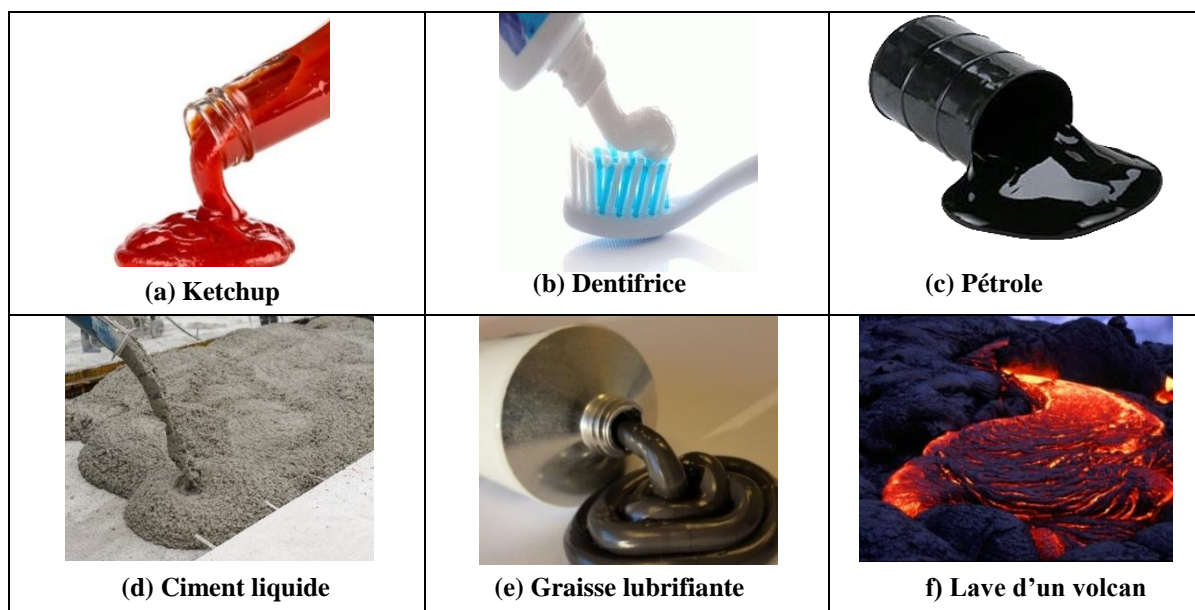 (a) Ketchup
(b) Dentifrice
(c) Pétrole
(d) Ciment liquide
(e) Graisse lubrifiante
f) Lave d’un volcan